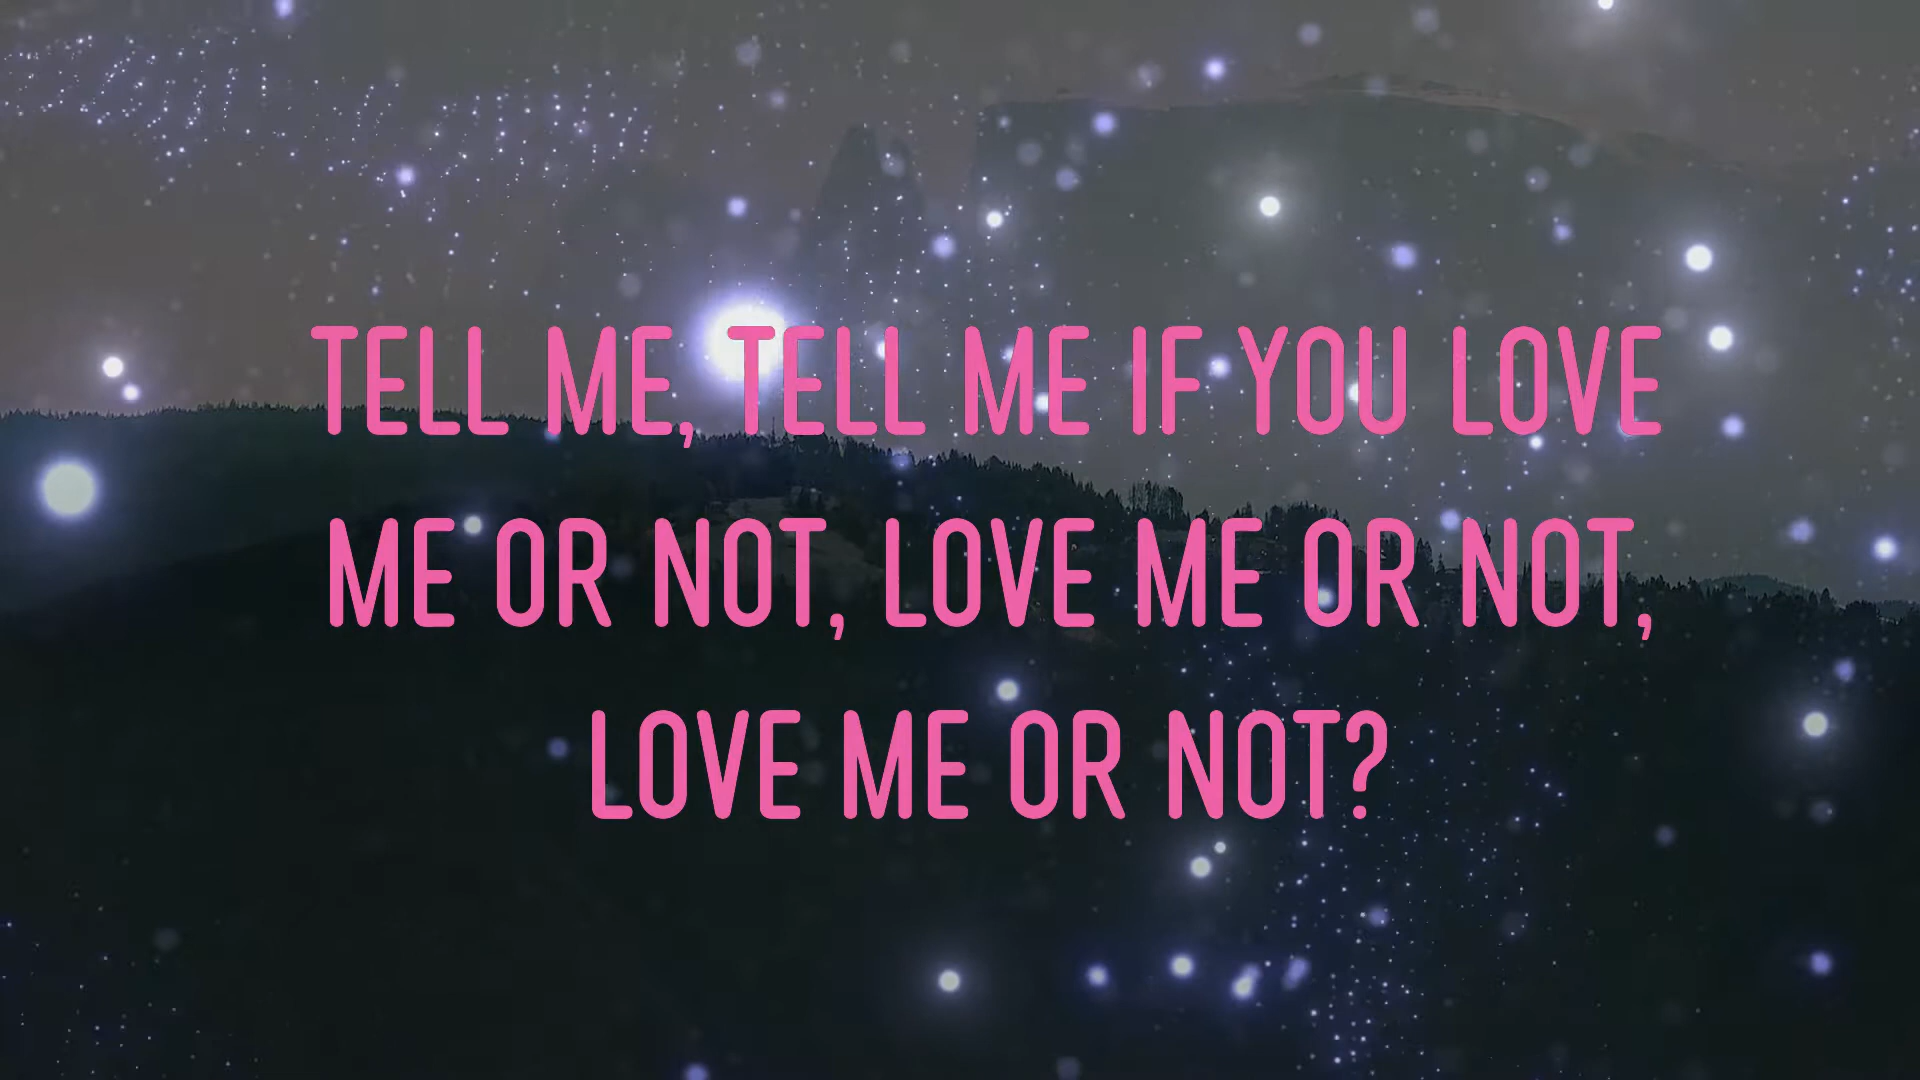 TELL ME, TELL ME IF YOU LOVE
ME OR NOT, LOVE ME OR NOT,
LOVE ME OR NOT?